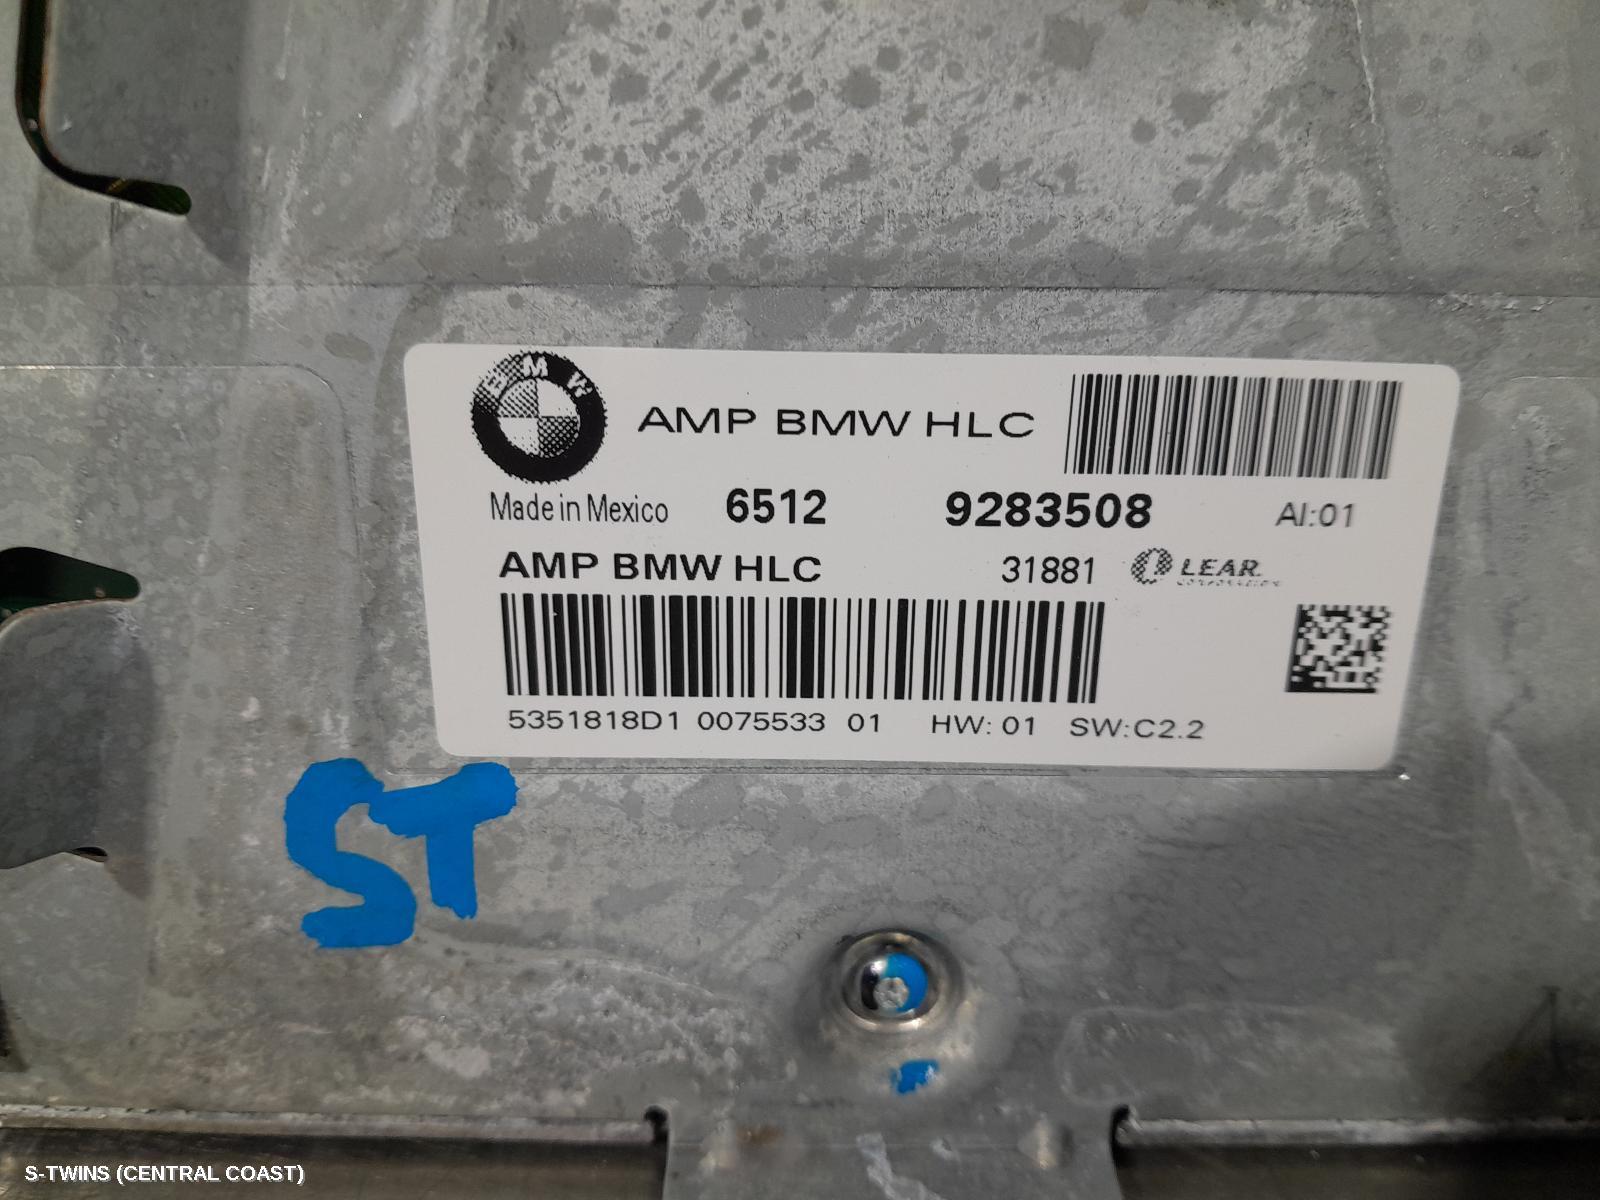 BMW
AMP BMW HLC
Made in Mexico 6512 9283508 AI:01
AMP BMW HLC 31881 LEAR.
CORPORATION
5351818D1 0075533 01 HW: 01 SW:C2.2
ST
S-TWINS (CENTRAL COAST)